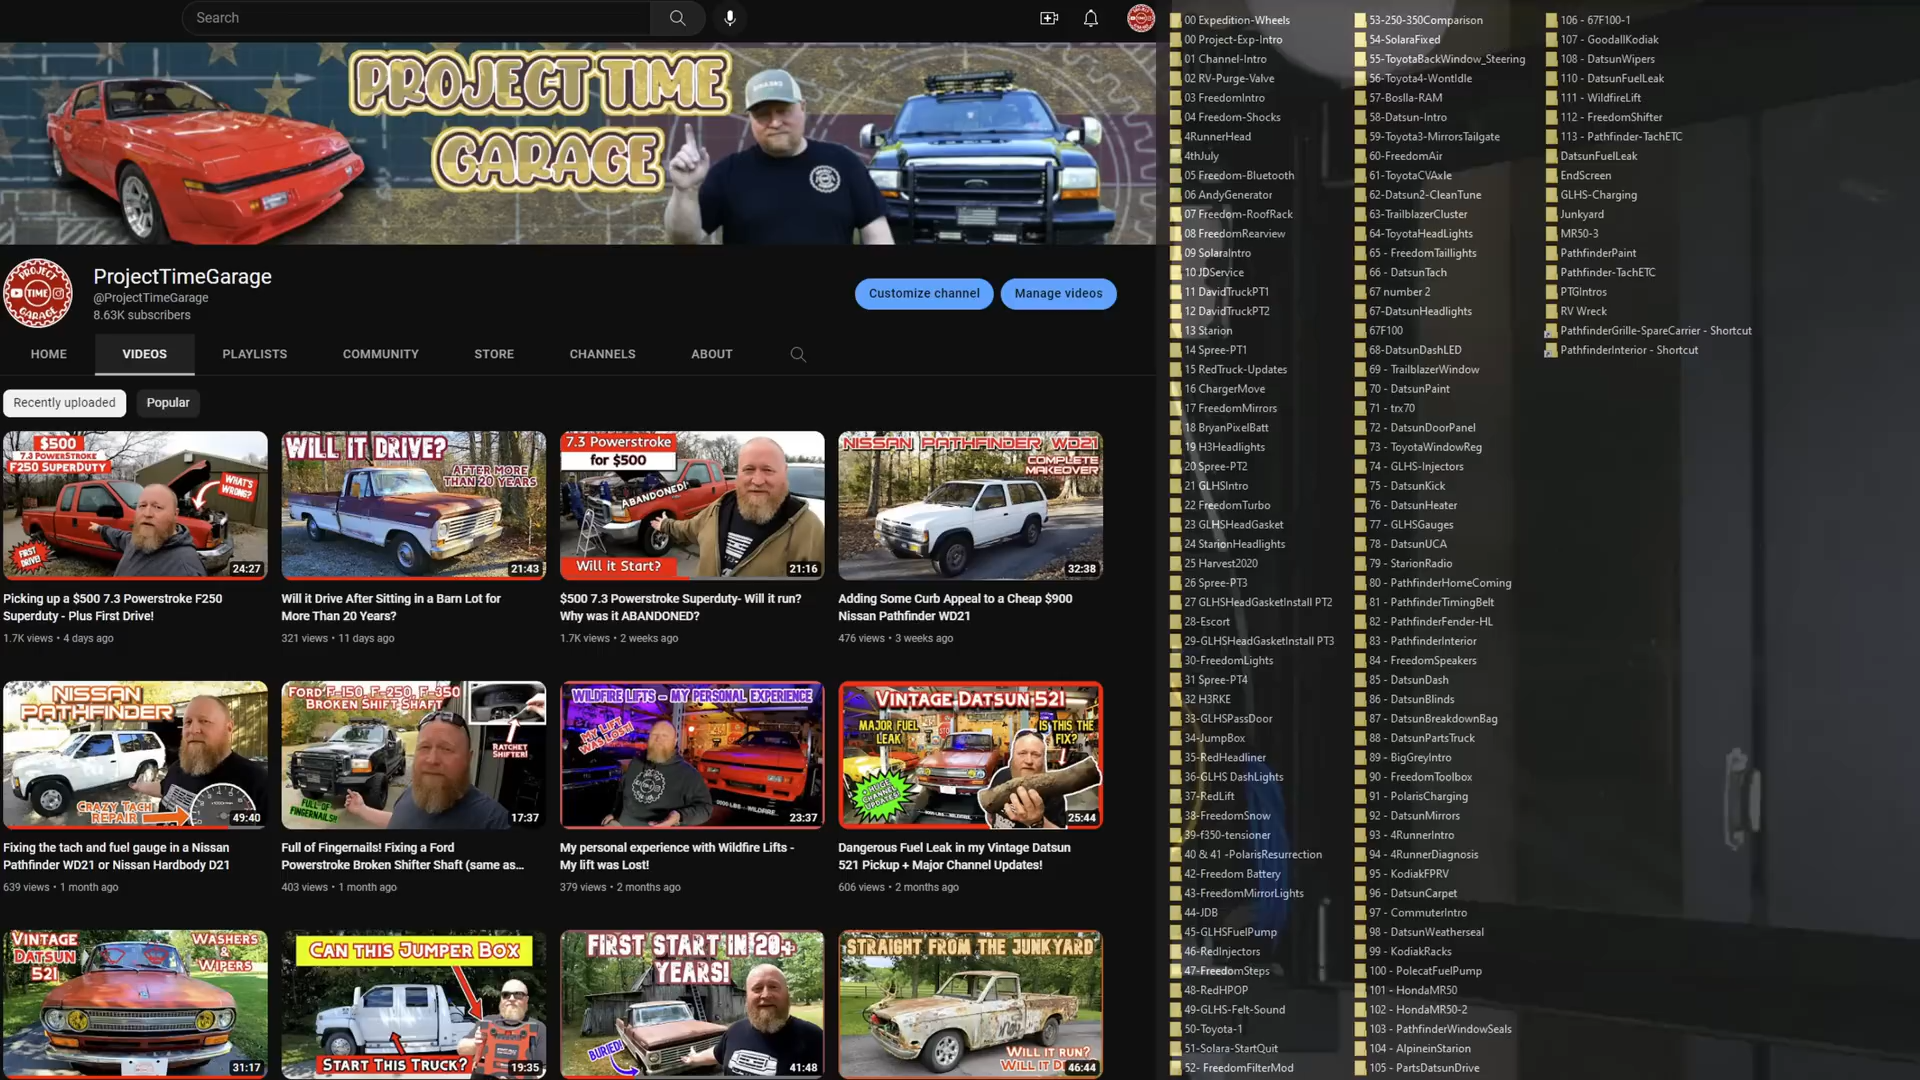 Search
PROJECT TIME
GARAGE
ProjectTimeGarage
@ProjectTimeGarage
8.63K subscribers
Customize channel
Manage videos
HOME
VIDEOS
PLAYLISTS
COMMUNITY
STORE
CHANNELS
ABOUT
Recently uploaded
Popular
$500
7.3 POWERSTROKE
F250 SUPERDUTY
WHAT'S WRONG?
FIRST DRIVE!
24:27
Picking up a $500 7.3 Powerstroke F250
Superduty - Plus First Drive!
1.7K views • 4 days ago
WILL IT DRIVE?
AFTER MORE
THAN 20 YEARS
21:43
Will it Drive After Sitting in a Barn Lot for
More Than 20 Years?
321 views • 11 days ago
7.3 Powerstroke
for $500
ABANDONED!
Will it Start?
21:16
$500 7.3 Powerstroke Superduty- Will it run?
Why was it ABANDONED?
1.7K views • 2 weeks ago
NISSAN PATHFINDER WD21
COMPLETE
MAKEOVER
32:38
Adding Some Curb Appeal to a Cheap $900
Nissan Pathfinder WD21
476 views • 3 weeks ago
NISSAN
PATHFINDER
CRAZY TACH
REPAIR
49:40
Fixing the tach and fuel gauge in a Nissan
Pathfinder WD21 or Nissan Hardbody D21
639 views • 1 month ago
FORD F-150, F-250, F-350
BROKEN SHIFT SHAFT
RATCHET
SHIFTER!
FULL OF
FINGERNAILS!
17:37
Full of Fingernails! Fixing a Ford
Powerstroke Broken Shifter Shaft (same as...
403 views • 1 month ago
WILDFIRE LIFTS - MY PERSONAL EXPERIENCE
MY LIFT
WAS LOST!
23:37
My personal experience with Wildfire Lifts -
My lift was Lost!
379 views • 2 months ago
VINTAGE DATSUN 521
MAJOR FUEL
LEAK
IS THIS THE
FIX?
+ HUGE
CHANNEL
UPDATES!
25:44
Dangerous Fuel Leak in my Vintage Datsun
521 Pickup + Major Channel Updates!
606 views • 2 months ago
VINTAGE
DATSUN
521
WASHERS
& WIPERS
31:17
CAN THIS JUMPER BOX
START THIS TRUCK?
19:35
FIRST START IN 20+
YEARS!
BURIED!
41:48
STRAIGHT FROM THE JUNKYARD
WILL IT RUN?
46:44
00 Expedition-Wheels
00 Project-Exp-Intro
01 Channel-Intro
02 RV-Purge-Valve
03 FreedomIntro
04 Freedom-Shocks
4RunnerHead
4thJuly
05 Freedom-Bluetooth
06 AndyGenerator
07 Freedom-RoofRack
08 FreedomRearview
09 SolaraIntro
10 JDService
11 DavidTruckPT1
12 DavidTruckPT2
13 Starion
14 Spree-PT1
15 RedTruck-Updates
16 ChargerMove
17 FreedomMirrors
18 BryanPixelBatt
19 H3Headlights
20 Spree-PT2
21 GLHSIntro
22 FreedomTurbo
23 GLHSHeadGasket
24 StarionHeadlights
25 Harvest2020
26 Spree-PT3
27 GLHSHeadGasketInstall PT2
28-Escort
29-GLHSHeadGasketInstall PT3
30-FreedomLights
31 Spree-PT4
32 H3RKE
33-GLHSPassDoor
34-JumpBox
35-RedHeadliner
36-GLHS DashLights
37-RedLift
38-FreedomSnow
39-f350-tensioner
40 & 41 -PolarisResurrection
42-Freedom Battery
43-FreedomMirrorLights
44-JDB
45-GLHSFuelPump
46-RedInjectors
47-FreedomSteps
48-RedHPOP
49-GLHS-Felt-Sound
50-Toyota-1
51-Solara-StartQuit
52- FreedomFilterMod
53-250-350Comparison
54-SolaraFixed
55-ToyotaBackWindow_Steering
56-Toyota4-WontIdle
57-Boslla-RAM
58-Datsun-Intro
59-Toyota3-MirrorsTailgate
60-FreedomAir
61-ToyotaCVAxle
62-Datsun2-CleanTune
63-TrailblazerCluster
64-ToyotaHeadLights
65 - FreedomTaillights
66 - DatsunTach
67 number 2
67-DatsunHeadlights
67F100
68-DatsunDashLED
69 - TrailblazerWindow
70 - DatsunPaint
71 - trx70
72 - DatsunDoorPanel
73 - ToyotaWindowReg
74 - GLHS-Injectors
75 - DatsunKick
76 - DatsunHeater
77 - GLHSGauges
78 - DatsunUCA
79 - StarionRadio
80 - PathfinderHomeComing
81 - PathfinderTimingBelt
82 - PathfinderFender-HL
83 - PathfinderInterior
84 - FreedomSpeakers
85 - DatsunDash
86 - DatsunBlinds
87 - DatsunBreakdownBag
88 - DatsunPartsTruck
89 - BigGreyIntro
90 - FreedomToolbox
91 - PolarisCharging
92 - DatsunMirrors
93 - 4RunnerIntro
94 - 4RunnerDiagnosis
95 - KodiakFPRV
96 - DatsunCarpet
97 - CommuterIntro
98 - DatsunWeatherseal
99 - KodiakRacks
100 - PolecatFuelPump
101 - HondaMR50
102 - HondaMR50-2
103 - PathfinderWindowSeals
104 - AlpineinStarion
105 - PartsDatsunDrive
106 - 67F100-1
107 - GoodallKodiak
108 - DatsunWipers
110 - DatsunFuelLeak
111 - WildfireLift
112 - FreedomShifter
113 - Pathfinder-TachETC
DatsunFuelLeak
EndScreen
GLHS-Charging
Junkyard
MR50-3
PathfinderPaint
Pathfinder-TachETC
PTGIntros
RV Wreck
PathfinderGrille-SpareCarrier - Shortcut
PathfinderInterior - Shortcut